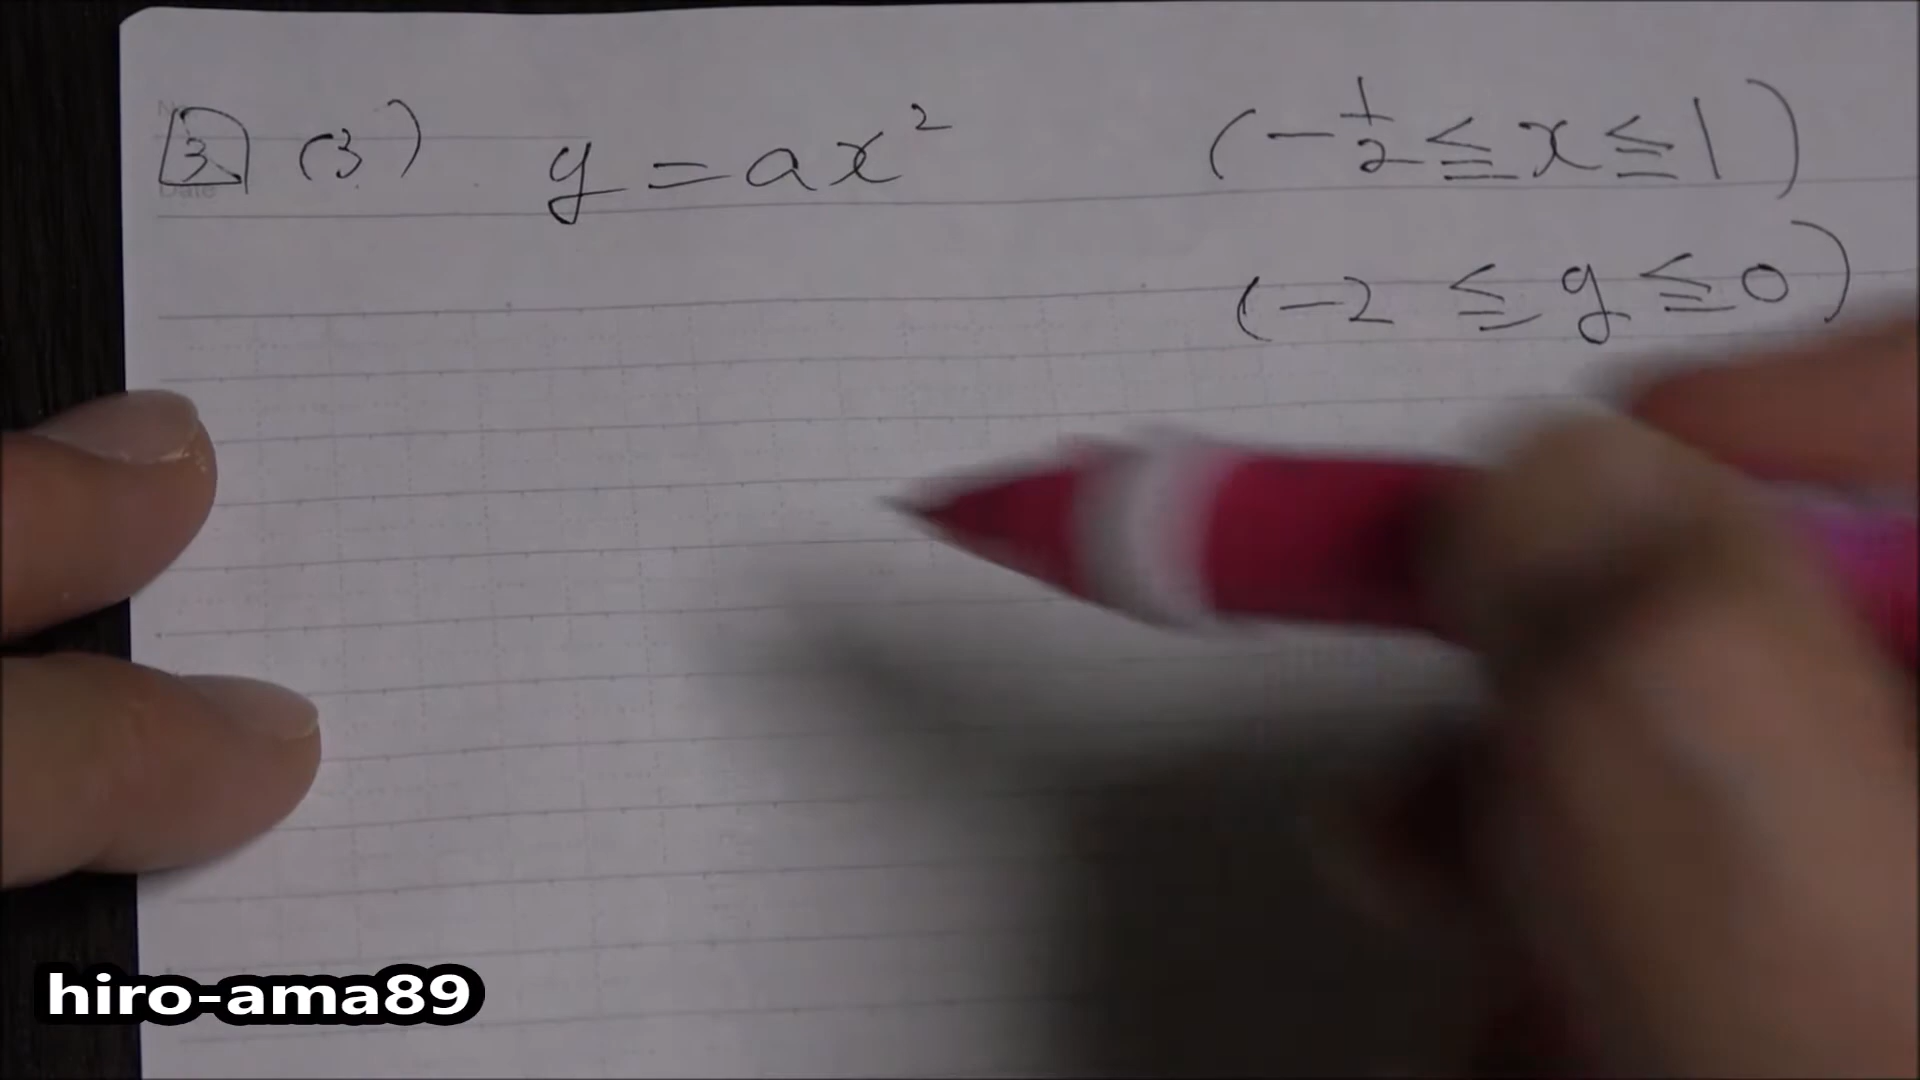 3 (3) y = ax² (-1/2 ≦ x ≦ 1)
(-2 ≦ y ≦ 0)
hiro-ama89